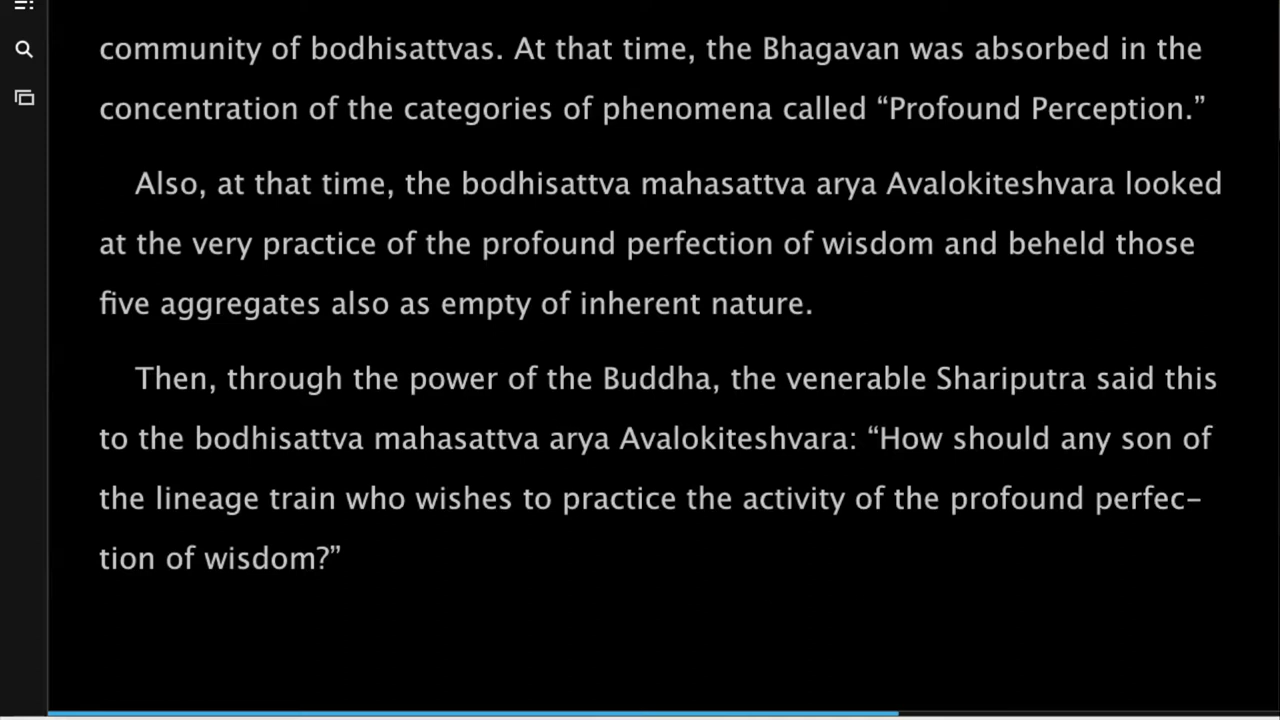 community of bodhisattvas. At that time, the Bhagavan was absorbed in the
concentration of the categories of phenomena called “Profound Perception.”
Also, at that time, the bodhisattva mahasattva arya Avalokiteshvara looked
at the very practice of the profound perfection of wisdom and beheld those
five aggregates also as empty of inherent nature.
Then, through the power of the Buddha, the venerable Shariputra said this
to the bodhisattva mahasattva arya Avalokiteshvara: “How should any son of
the lineage train who wishes to practice the activity of the profound perfec-
tion of wisdom?”